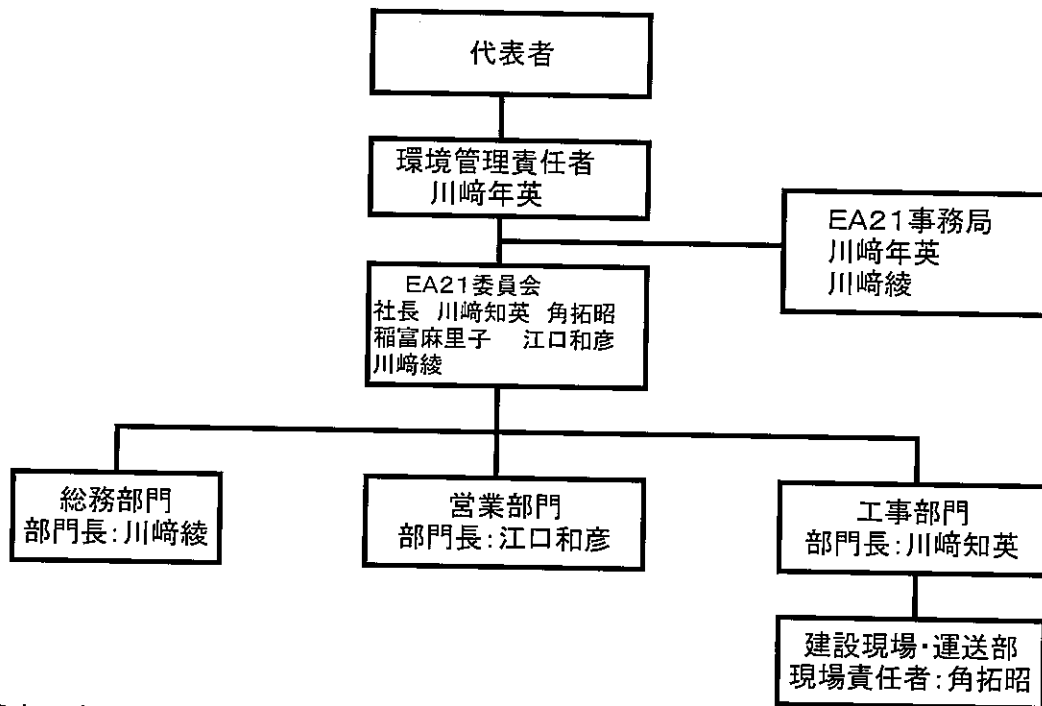 代表者
環境管理責任者
川﨑年英
EA21事務局
川﨑年英
川﨑綾
EA21委員会
社長 川﨑知英 角拓昭
稲富麻里子 江口和彦
川﨑綾
総務部門
部門長:川﨑綾
営業部門
部門長:江口和彦
工事部門
部門長:川﨑知英
建設現場・運送部
現場責任者:角拓昭